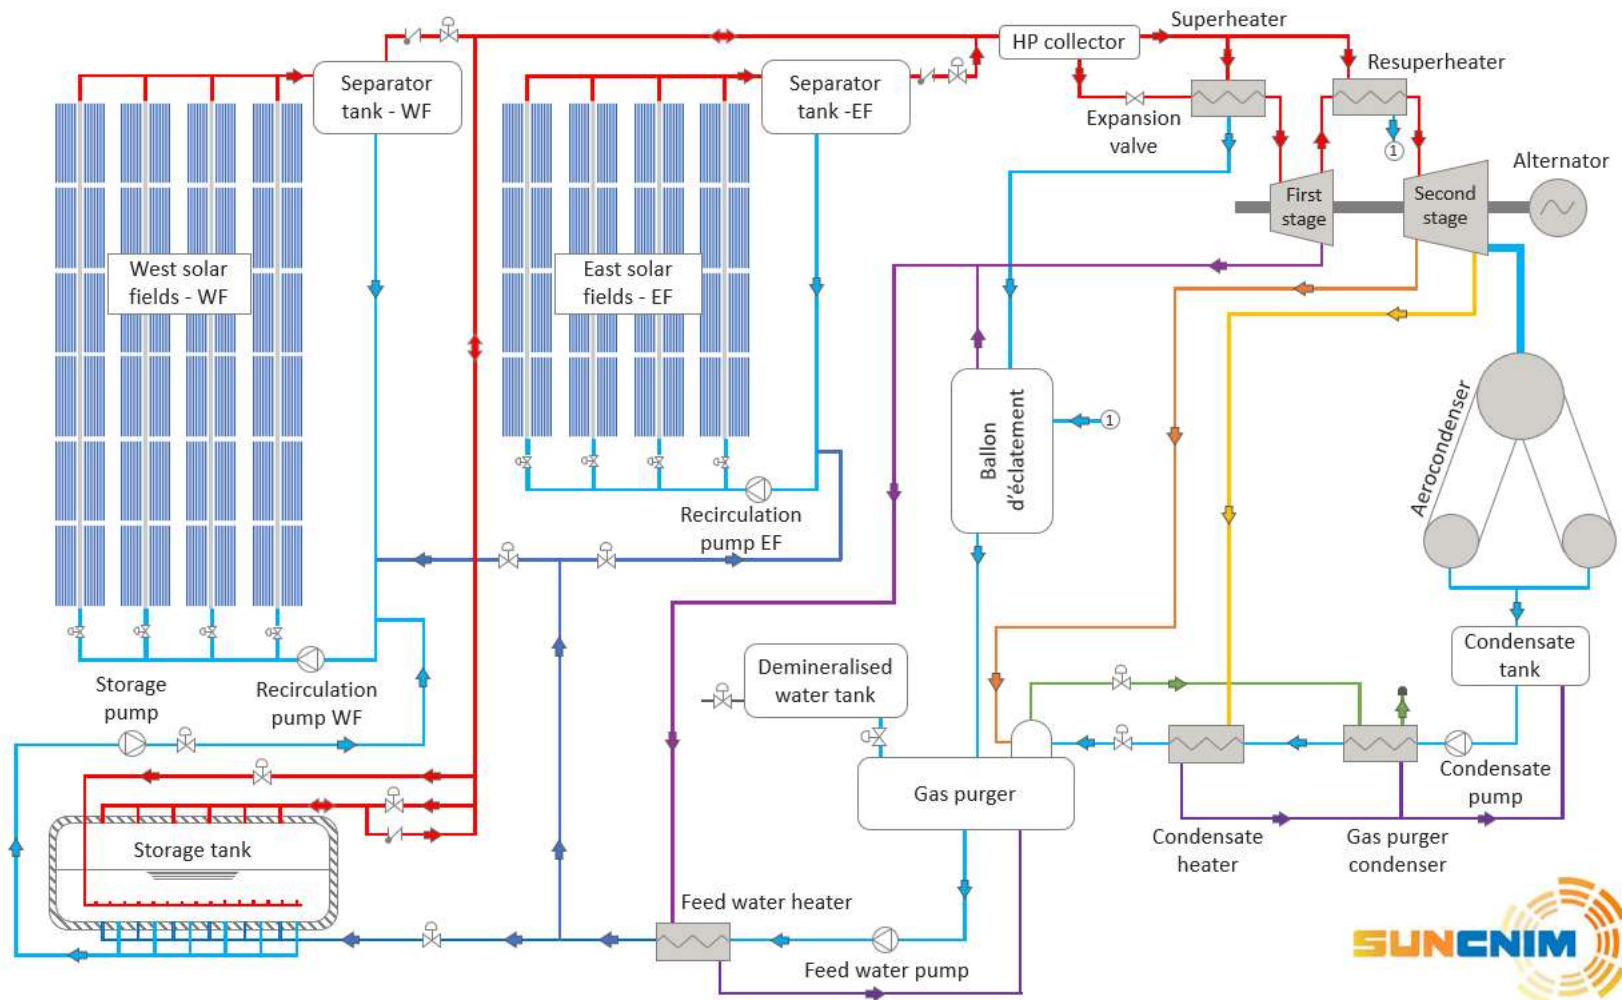 Superheater
HP collector
Resuperheater
Separator
tank - WF
Separator
tank -EF
Expansion
valve
1
Alternator
First
stage
Second
stage
West solar
fields - WF
East solar
fields - EF
Aerocondenser
Ballon
d'éclatement
1
Recirculation
pump EF
Condensate
tank
Demineralised
water tank
Storage
pump
Recirculation
pump WF
Gas purger
Condensate
pump
Condensate
heater
Gas purger
condenser
Storage tank
Feed water heater
Feed water pump
SUNCNIM